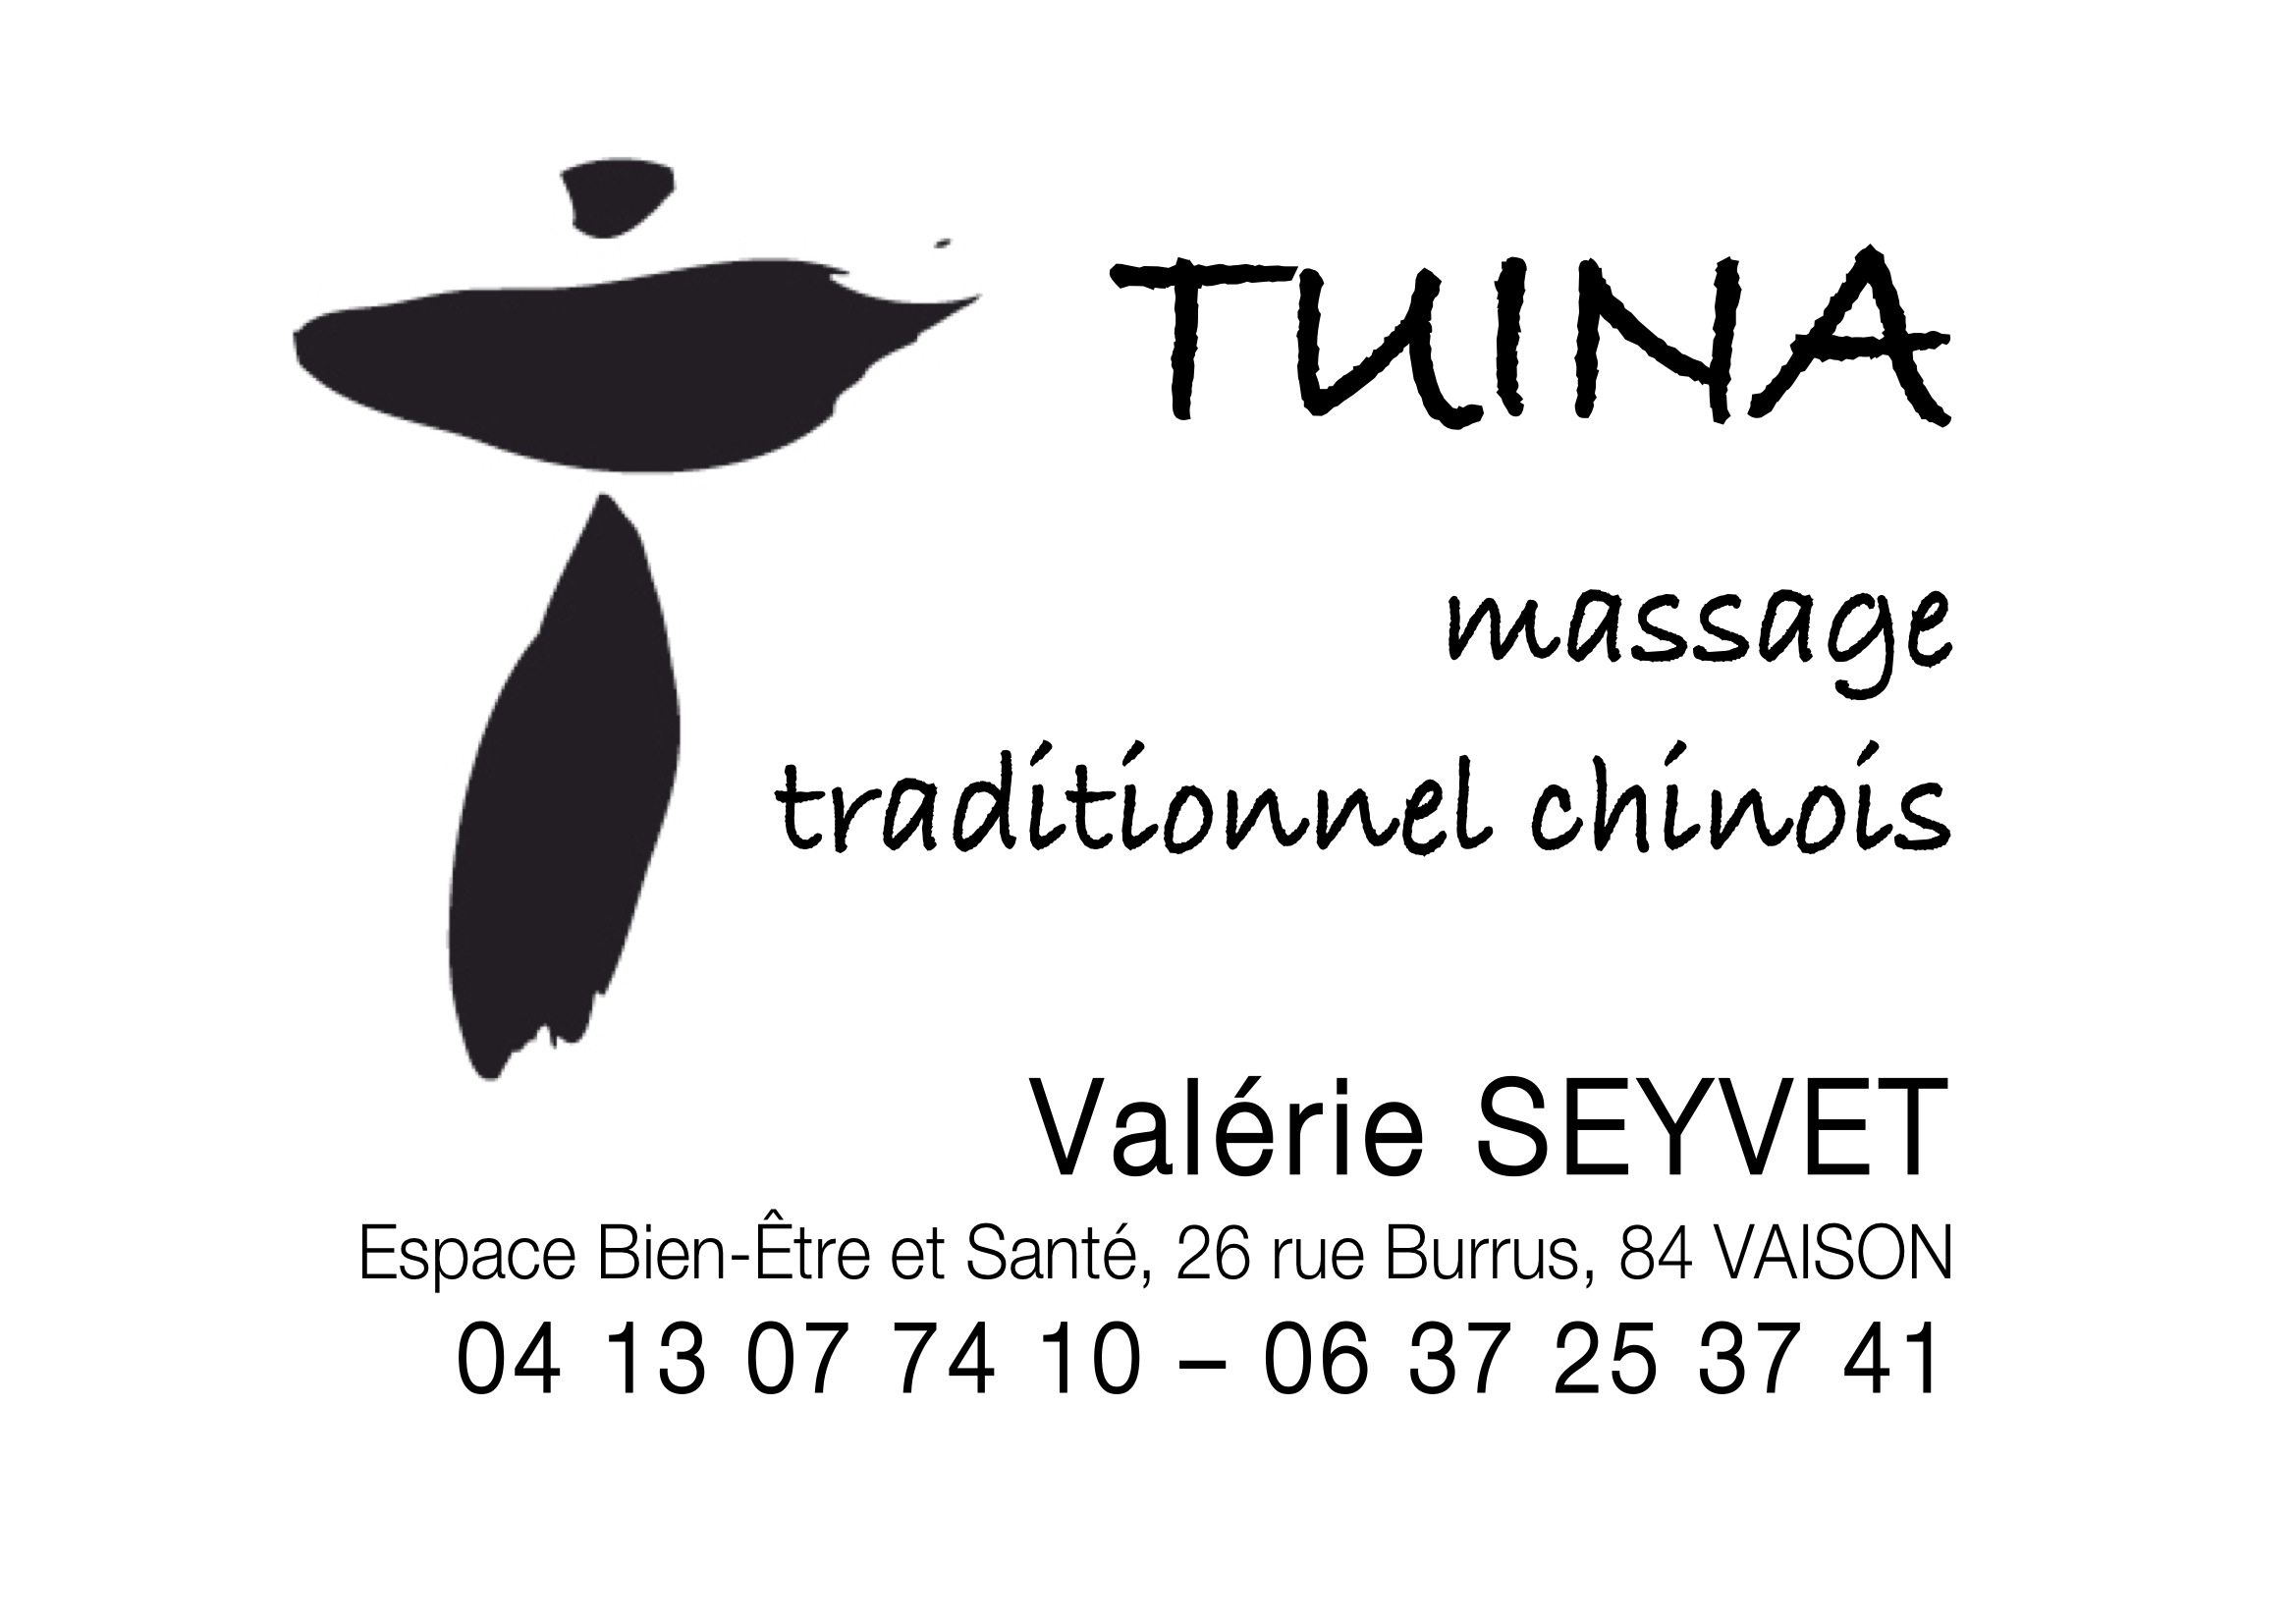 TUINA
massage
traditionnel chinois
Valérie SEYVET
Espace Bien-Être et Santé, 26 rue Burrus, 84 VAISON
04 13 07 74 10 – 06 37 25 37 41